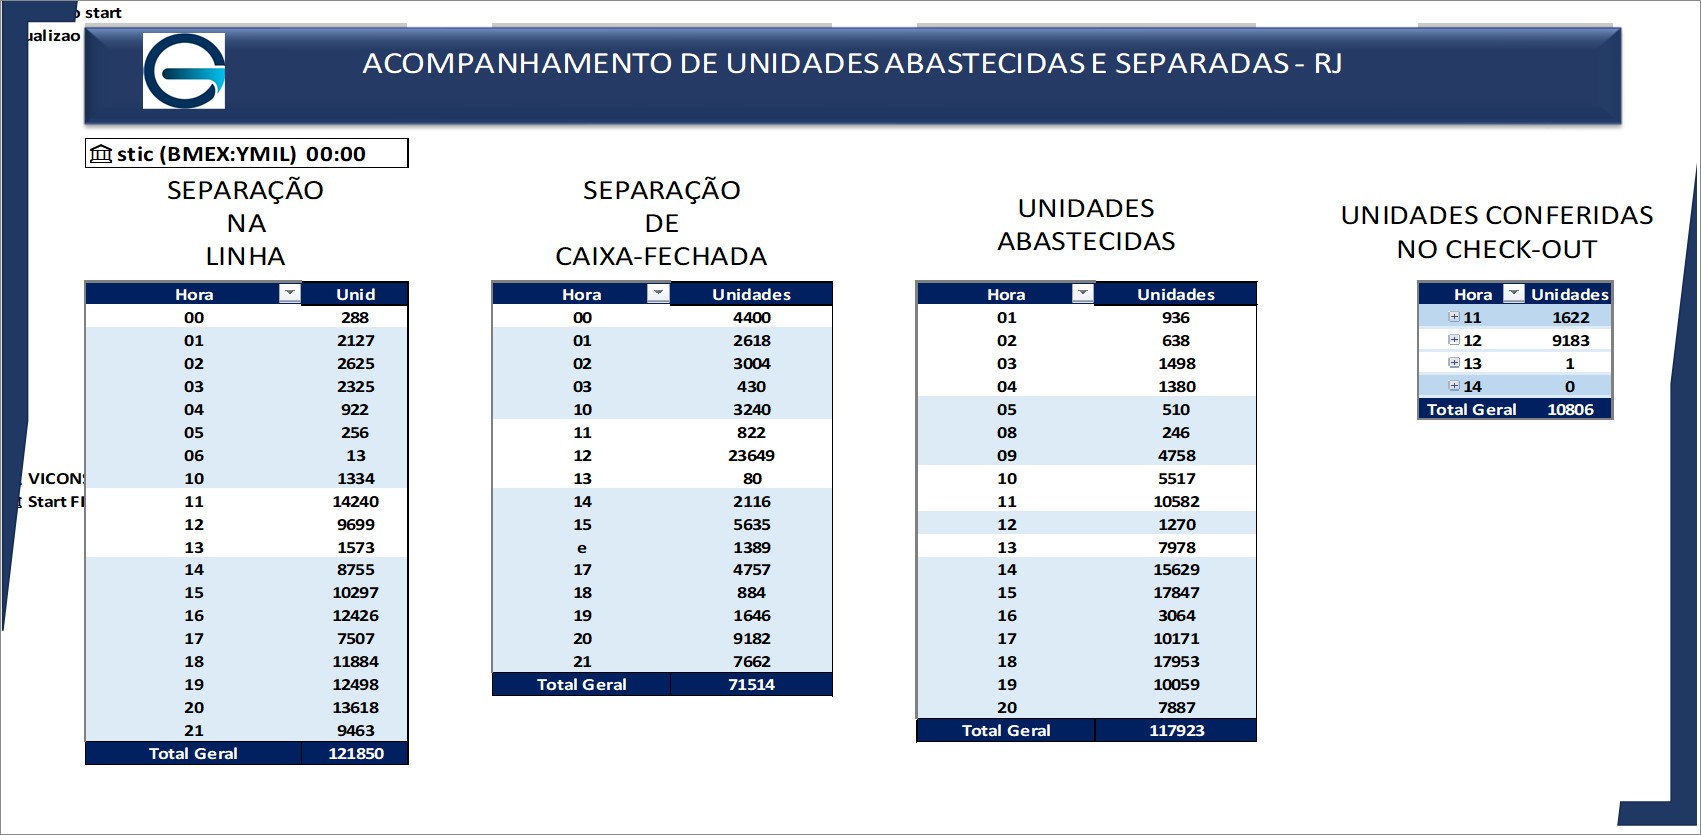 start
ualizao
ACOMPANHAMENTO DE UNIDADES ABASTECIDAS E SEPARADAS - RJ
stic (BMEX:YMIL) 00:00
SEPARAÇÃO
NA
LINHA
Hora Unid
00 288
01 2127
02 2625
03 2325
04 922
05 256
06 13
10 1334
11 14240
12 9699
13 1573
14 8755
15 10297
16 12426
17 7507
18 11884
19 12498
20 13618
21 9463
Total Geral 121850
VICONS
Start FI
SEPARAÇÃO
DE
CAIXA-FECHADA
Hora Unidades
00 4400
01 2618
02 3004
03 430
10 3240
11 822
12 23649
13 80
14 2116
15 5635
e 1389
17 4757
18 884
19 1646
20 9182
21 7662
Total Geral 71514
UNIDADES
ABASTECIDAS
Hora Unidades
01 936
02 638
03 1498
04 1380
05 510
08 246
09 4758
10 5517
11 10582
12 1270
13 7978
14 15629
15 17847
16 3064
17 10171
18 17953
19 10059
20 7887
Total Geral 117923
UNIDADES CONFERIDAS
NO CHECK-OUT
Hora Unidades
11 1622
12 9183
13 1
14 0
Total Geral 10806